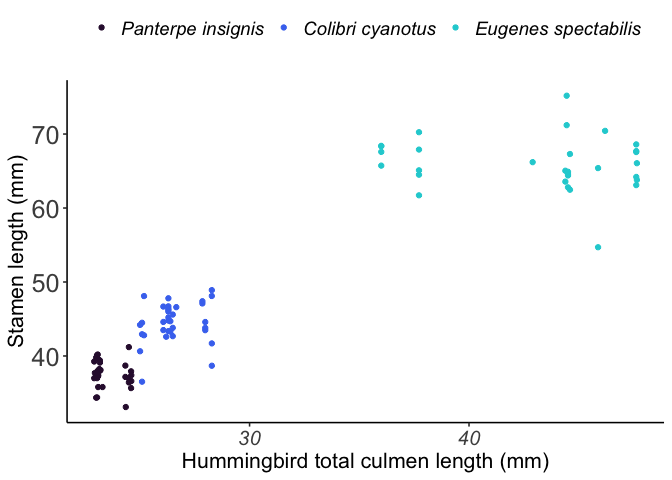 Panterpe insignis Colibri cyanotus Eugenes spectabilis
70
60
50
40
Stamen length (mm)
30 40
Hummingbird total culmen length (mm)